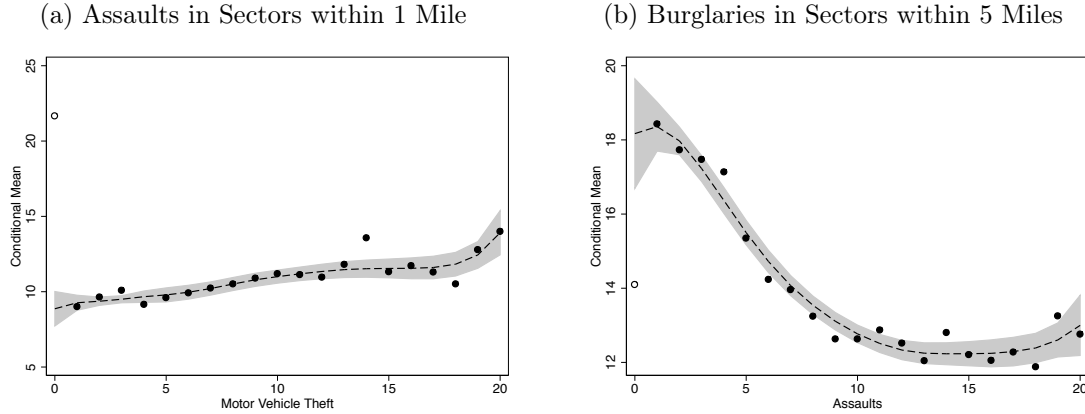 (a) Assaults in Sectors within 1 Mile
Conditional Mean
25
20
15
10
5
0 5 10 15 20
Motor Vehicle Theft
(b) Burglaries in Sectors within 5 Miles
Conditional Mean
20
18
16
14
12
0 5 10 15 20
Assaults